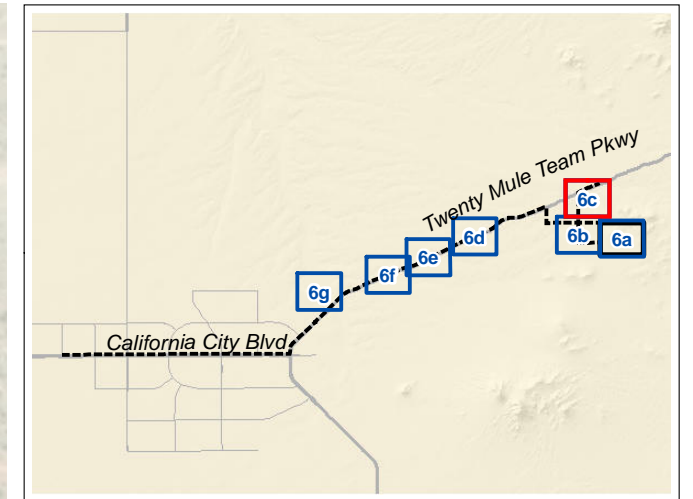 Twenty Mule Team Pkwy
6c
6b
6a
6d
6e
6f
6g
California City Blvd